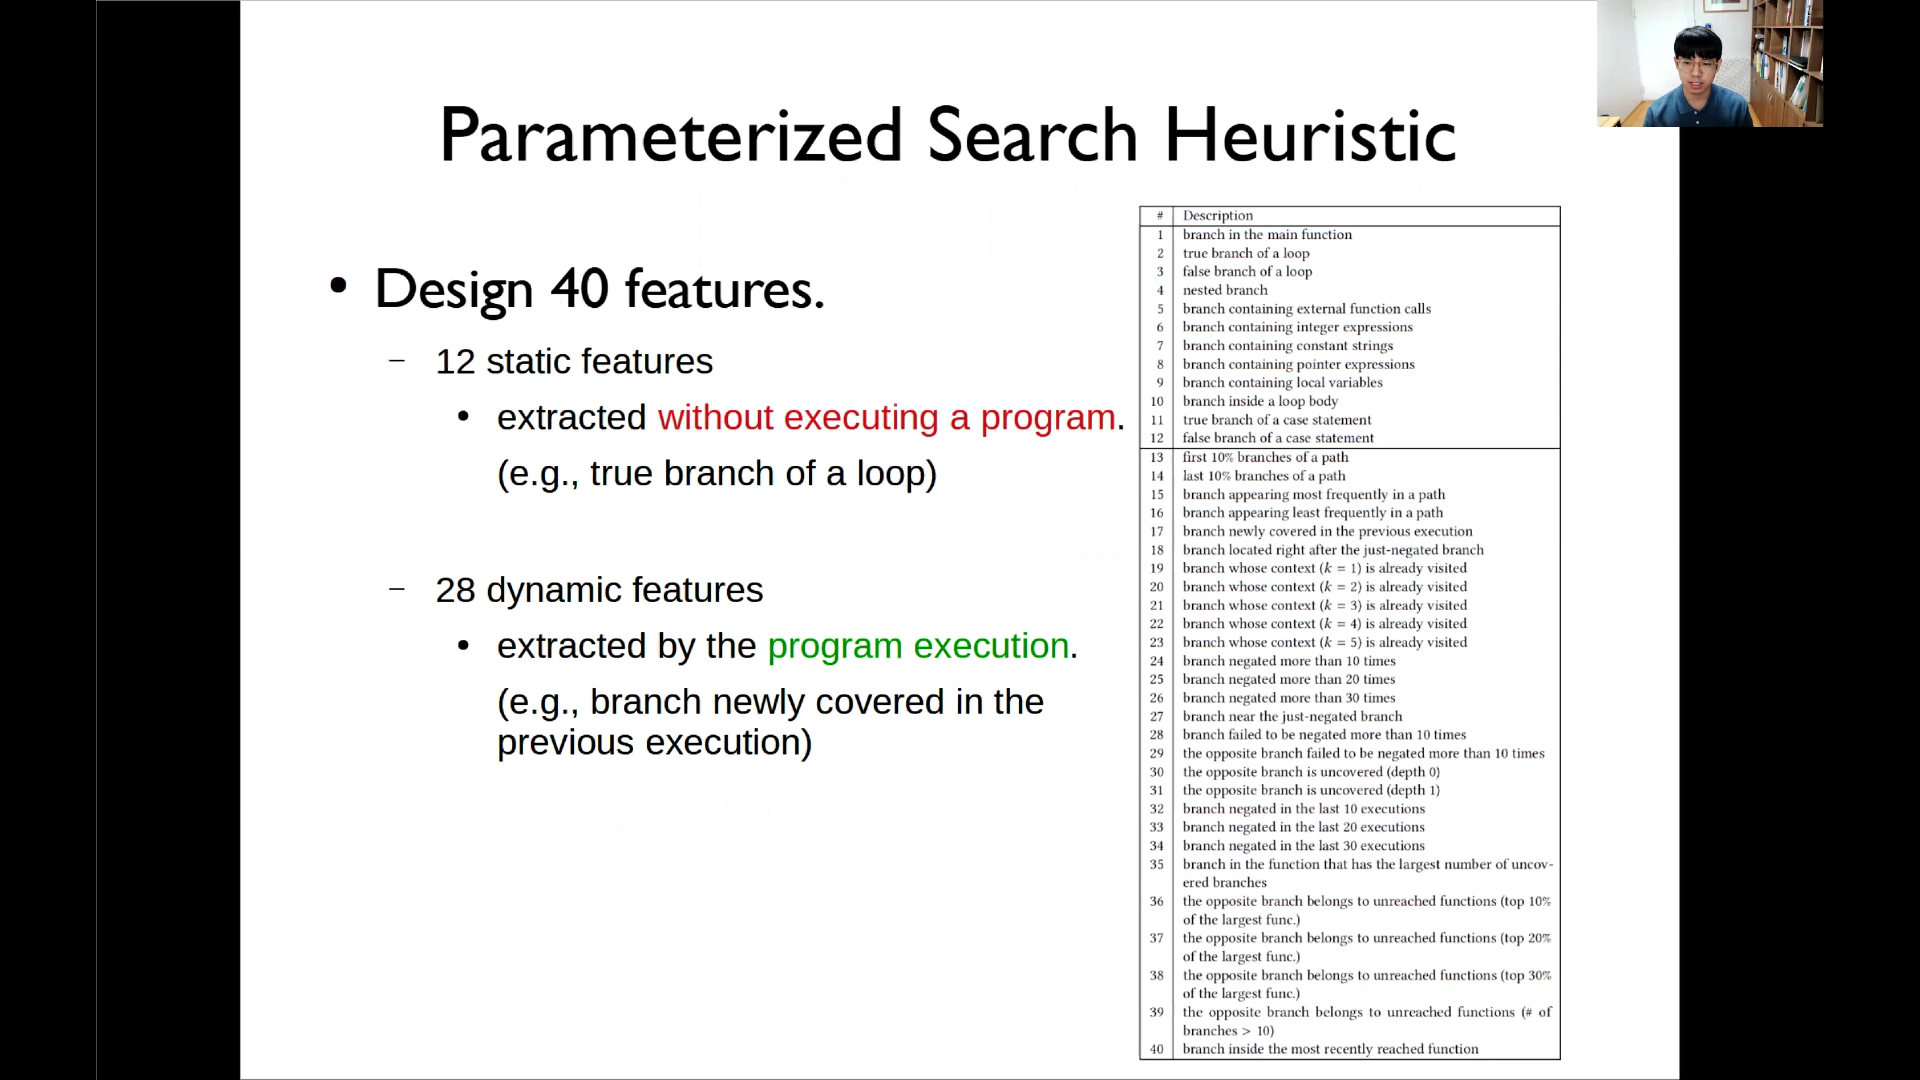 Parameterized Search Heuristic
• Design 40 features.
– 12 static features
• extracted without executing a program.
(e.g., true branch of a loop)
– 28 dynamic features
• extracted by the program execution.
(e.g., branch newly covered in the
previous execution)
# Description
1 branch in the main function
2 true branch of a loop
3 false branch of a loop
4 nested branch
5 branch containing external function calls
6 branch containing integer expressions
7 branch containing constant strings
8 branch containing pointer expressions
9 branch containing local variables
10 branch inside a loop body
11 true branch of a case statement
12 false branch of a case statement
13 first 10% branches of a path
14 last 10% branches of a path
15 branch appearing most frequently in a path
16 branch appearing least frequently in a path
17 branch newly covered in the previous execution
18 branch located right after the just-negated branch
19 branch whose context (k = 1) is already visited
20 branch whose context (k = 2) is already visited
21 branch whose context (k = 3) is already visited
22 branch whose context (k = 4) is already visited
23 branch whose context (k = 5) is already visited
24 branch negated more than 10 times
25 branch negated more than 20 times
26 branch negated more than 30 times
27 branch near the just-negated branch
28 branch failed to be negated more than 10 times
29 the opposite branch failed to be negated more than 10 times
30 the opposite branch is uncovered (depth 0)
31 the opposite branch is uncovered (depth 1)
32 branch negated in the last 10 executions
33 branch negated in the last 20 executions
34 branch negated in the last 30 executions
35 branch in the function that has the largest number of uncov-
ered branches
36 the opposite branch belongs to unreached functions (top 10%
of the largest func.)
37 the opposite branch belongs to unreached functions (top 20%
of the largest func.)
38 the opposite branch belongs to unreached functions (top 30%
of the largest func.)
39 the opposite branch belongs to unreached functions (# of
branches > 10)
40 branch inside the most recently reached function